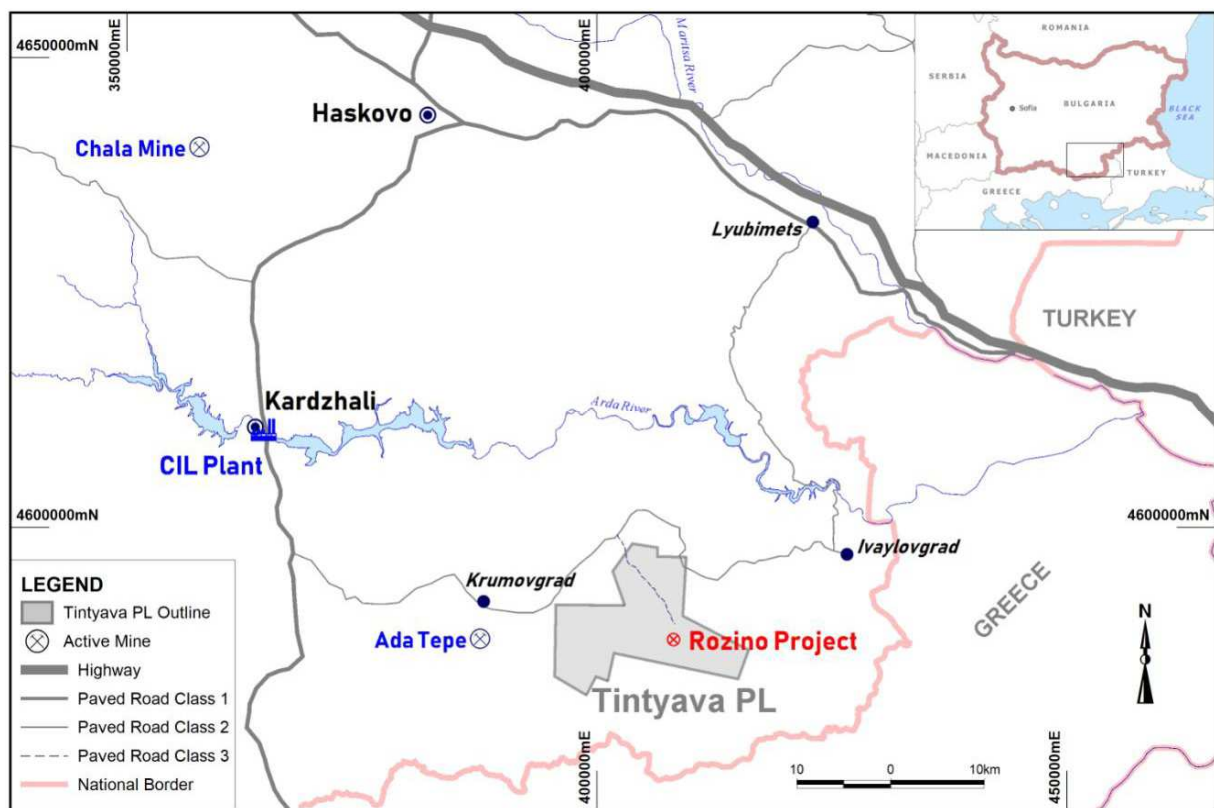 4650000mN
350000mE
400000mE
Maritsa River
ROMANIA
SERBIA
Sofia
BULGARIA
BLACK
SEA
MACEDONIA
TURKEY
GREECE
Haskovo
Chala Mine
Lyubimets
TURKEY
Kardzhali
Arda River
CIL Plant
4600000mN
4600000mN
Ivaylovgrad
GREECE
Krumovgrad
Ada Tepe
Rozino Project
Tintyava PL
N
LEGEND
Tintyava PL Outline
Active Mine
Highway
Paved Road Class 1
Paved Road Class 2
Paved Road Class 3
National Border
400000mE
450000mE
10 0 10km